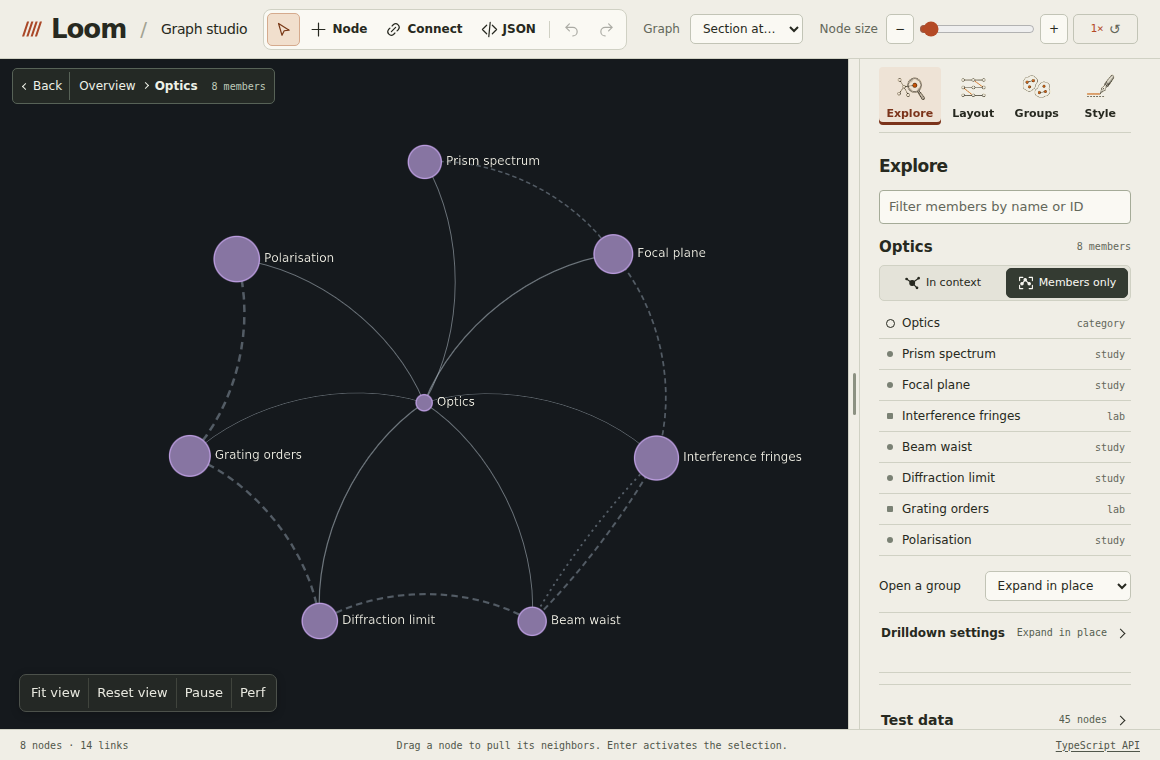 Loom / Graph studio
Node
Connect
JSON
Graph
Section at...
Node size
−
+
1×
Back
Overview › Optics 8 members
Explore
Layout
Groups
Style
Prism spectrum
Polarisation
Focal plane
Optics
Grating orders
Interference fringes
Diffraction limit
Beam waist
Fit view
Reset view
Pause
Perf
Explore
Filter members by name or ID
Optics 8 members
In context
Members only
Optics category
Prism spectrum study
Focal plane study
Interference fringes lab
Beam waist study
Diffraction limit study
Grating orders lab
Polarisation study
Open a group Expand in place
Drilldown settings Expand in place
Test data 45 nodes
8 nodes · 14 links
Drag a node to pull its neighbors. Enter activates the selection.
TypeScript API